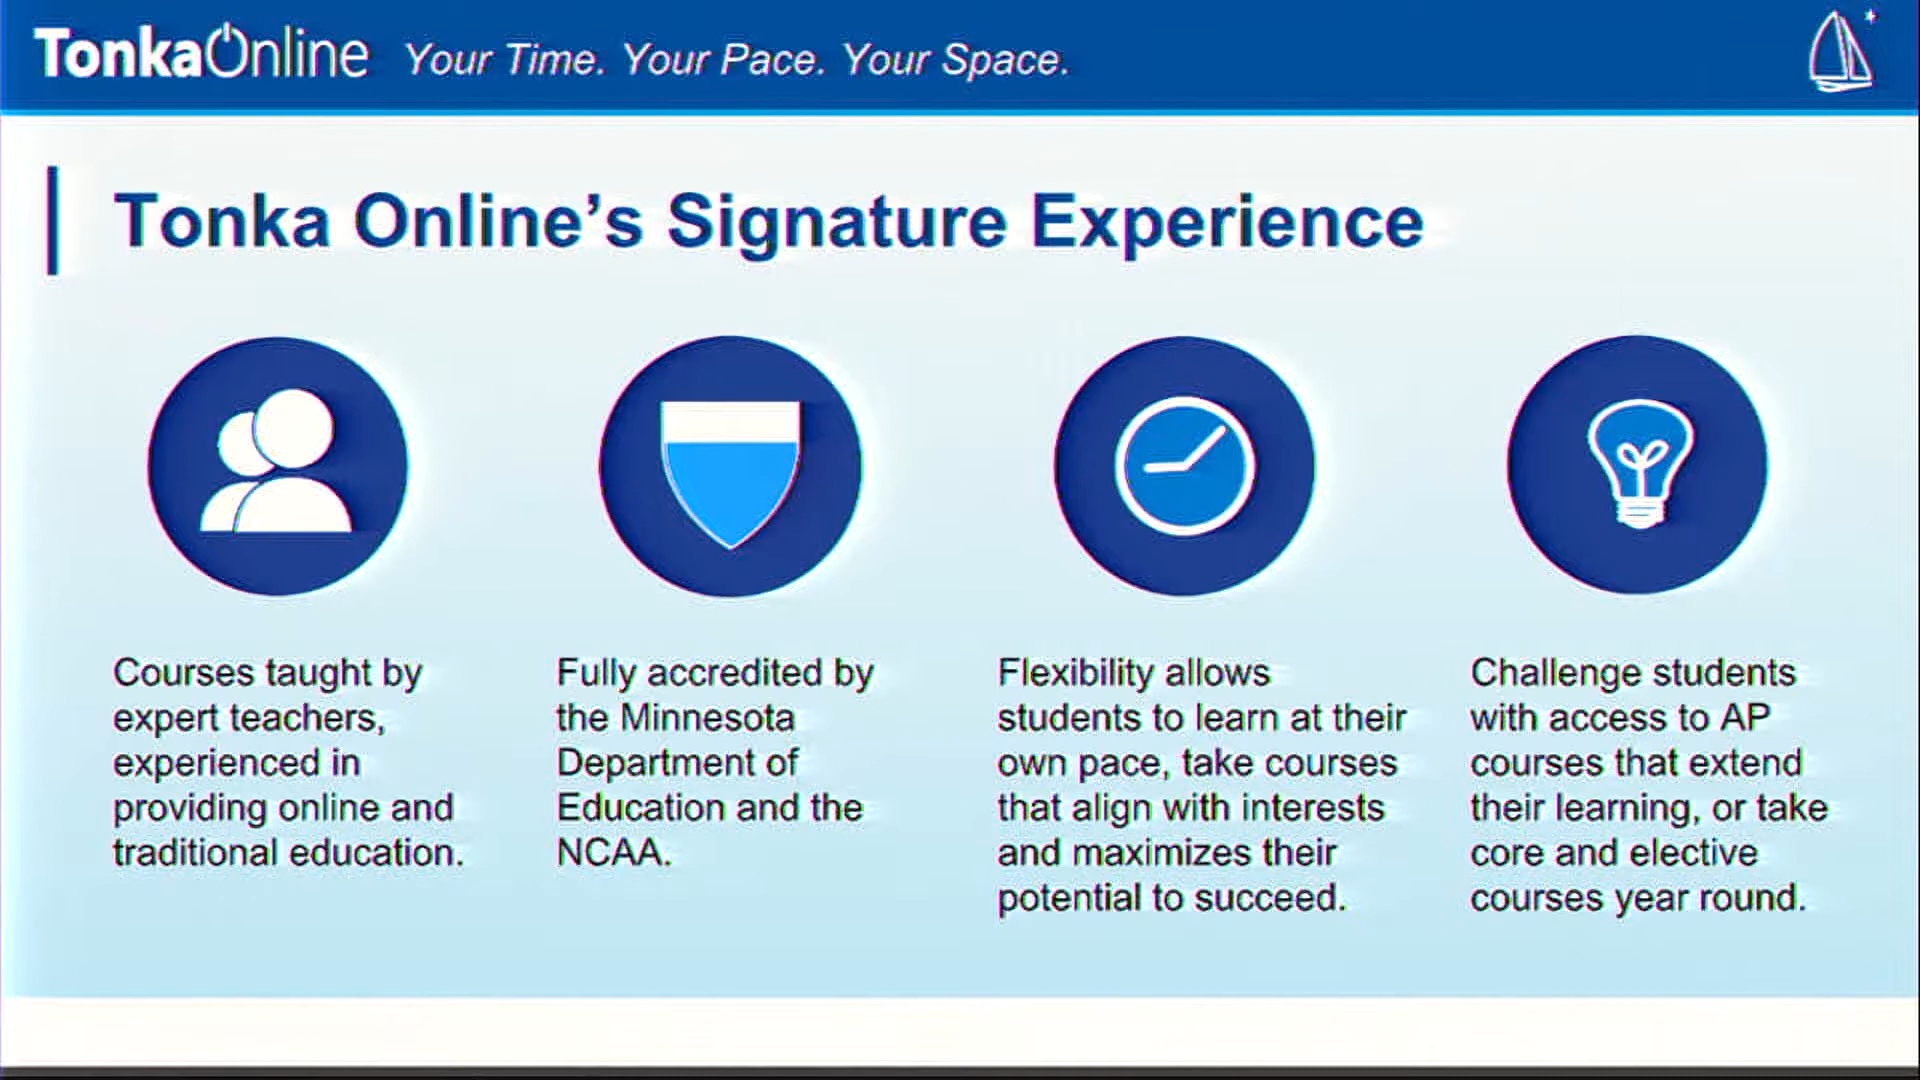 TonkaOnline Your Time. Your Pace. Your Space.
Tonka Online’s Signature Experience
Courses taught by
expert teachers,
experienced in
providing online and
traditional education.
Fully accredited by
the Minnesota
Department of
Education and the
NCAA.
Flexibility allows
students to learn at their
own pace, take courses
that align with interests
and maximizes their
potential to succeed.
Challenge students
with access to AP
courses that extend
their learning, or take
core and elective
courses year round.